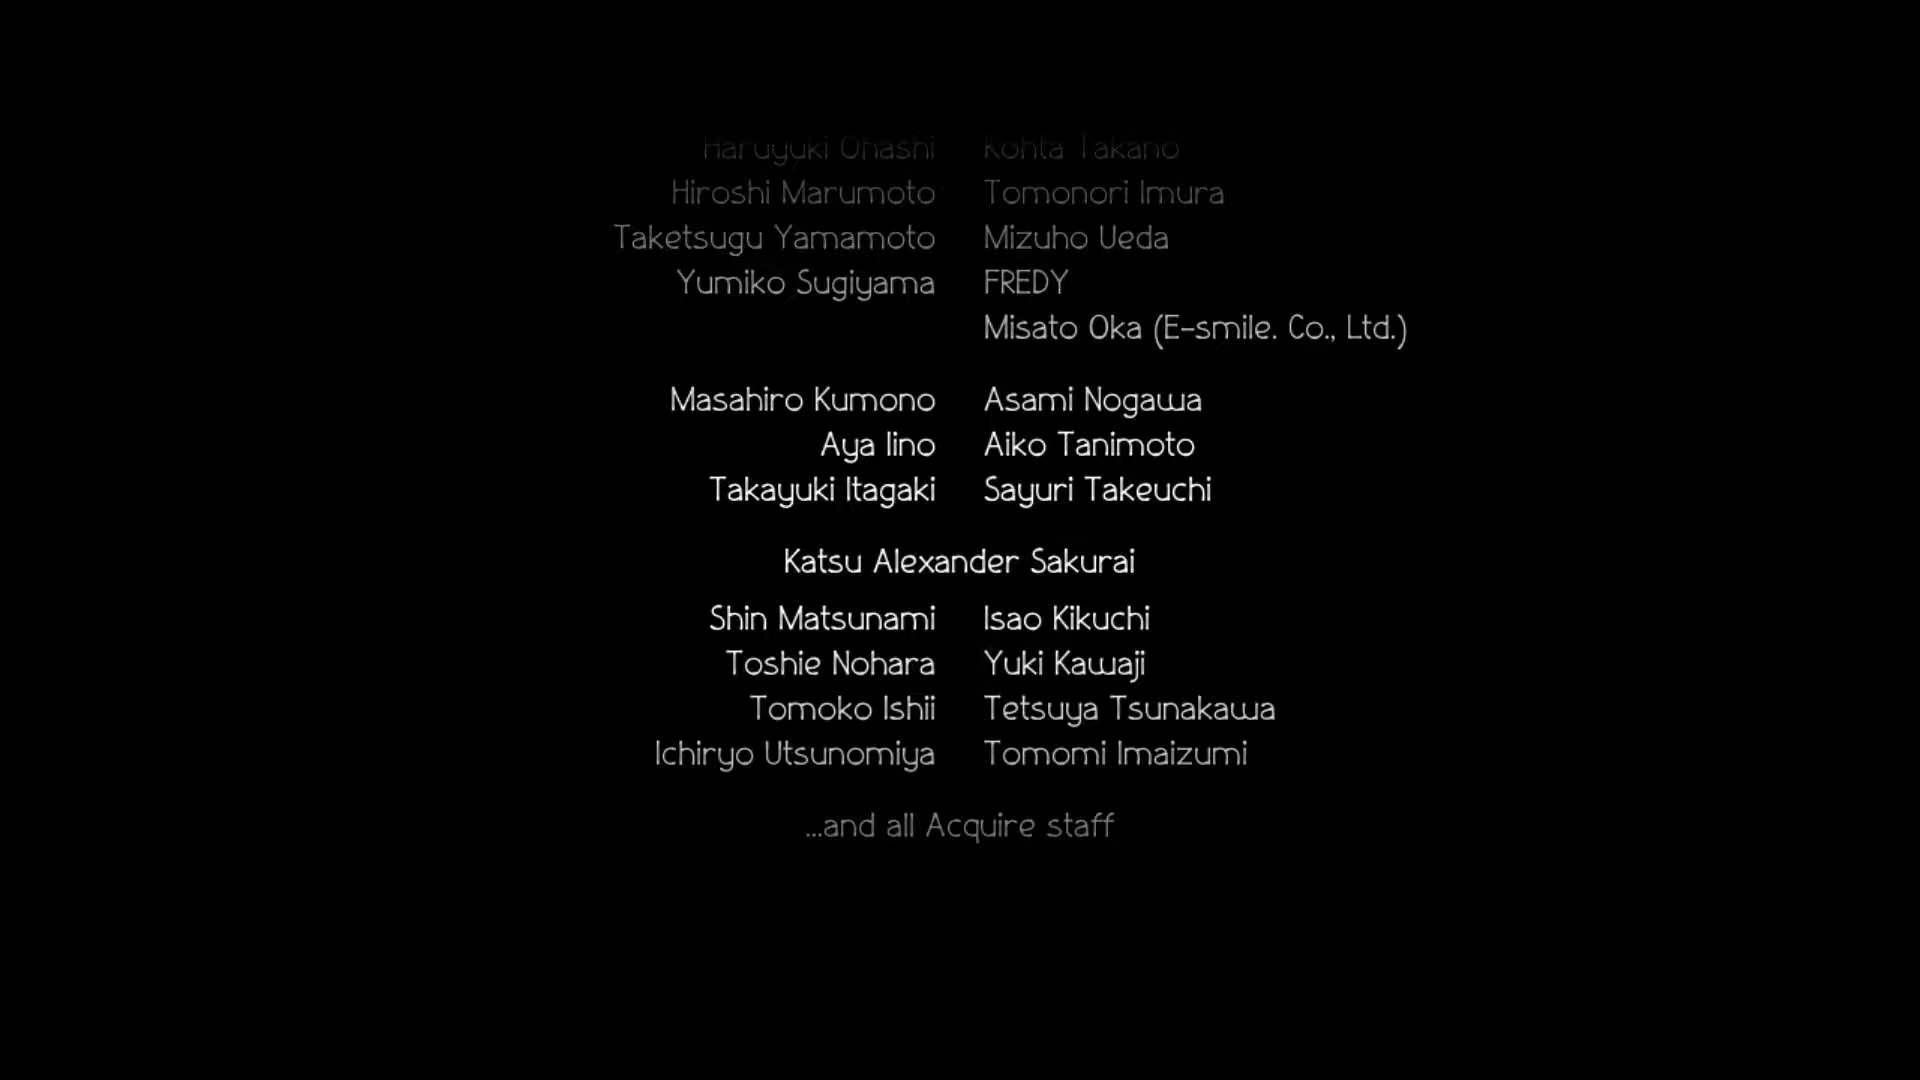 Haruyuki Ohashi Kohta Takano
Hiroshi Marumoto Tomonori Imura
Taketsugu Yamamoto Mizuho Ueda
Yumiko Sugiyama FREDY
Misato Oka (E-smile. Co., Ltd.)
Masahiro Kumono Asami Nogawa
Aya Iino Aiko Tanimoto
Takayuki Itagaki Sayuri Takeuchi
Katsu Alexander Sakurai
Shin Matsunami Isao Kikuchi
Toshie Nohara Yuki Kawaji
Tomoko Ishii Tetsuya Tsunakawa
Ichiryo Utsunomiya Tomomi Imaizumi
...and all Acquire staff